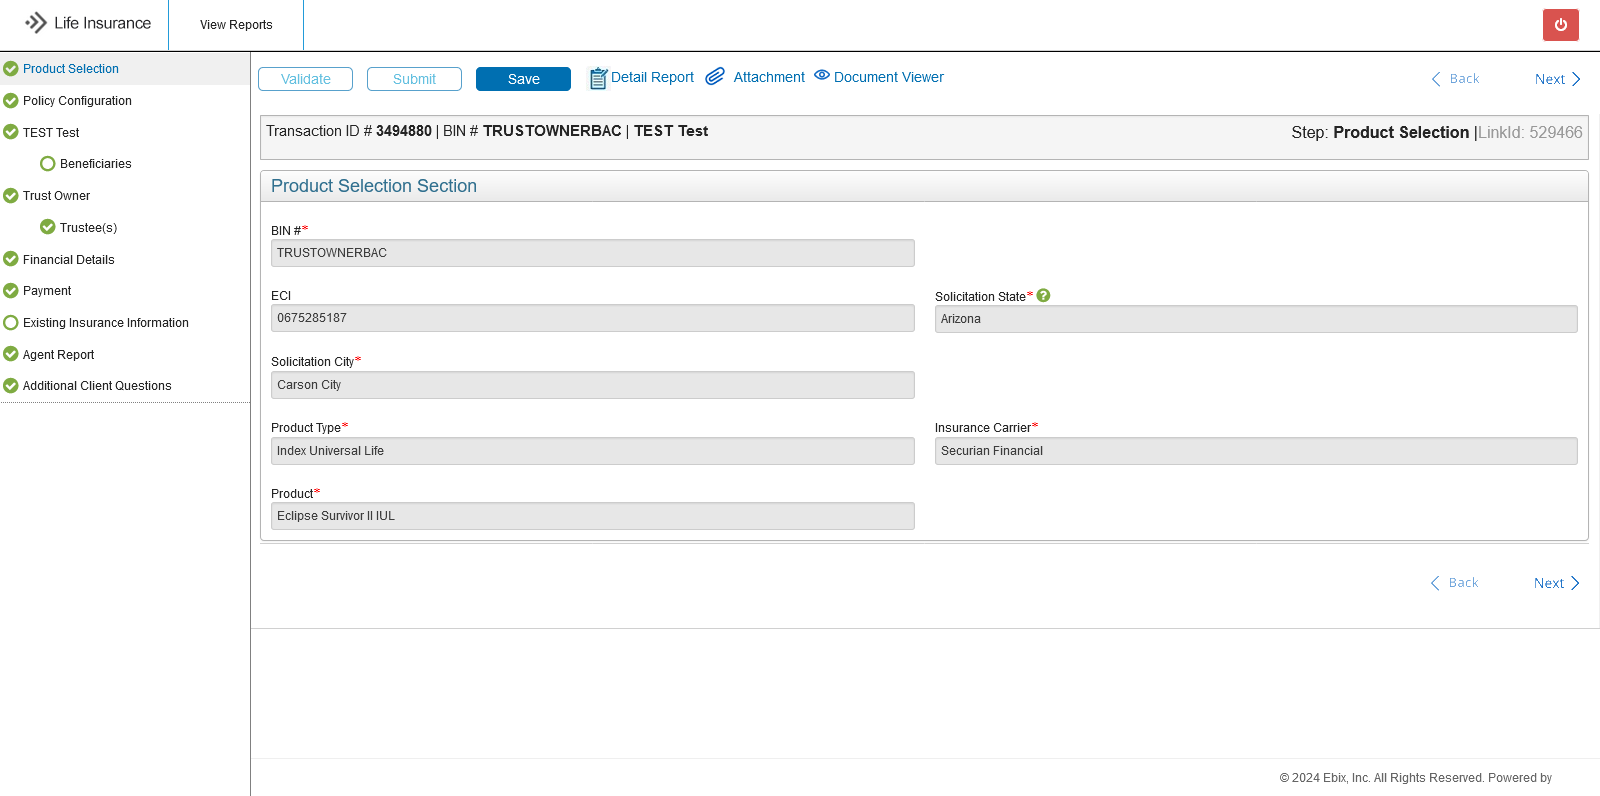 Life Insurance
View Reports
Product Selection
Policy Configuration
TEST Test
Beneficiaries
Trust Owner
Trustee(s)
Financial Details
Payment
Existing Insurance Information
Agent Report
Additional Client Questions
Validate Submit Save Detail Report Attachment Document Viewer Back Next
Transaction ID # 3494880 | BIN # TRUSTOWNERBAC | TEST Test
Step: Product Selection |LinkId: 529466
Product Selection Section
BIN #*
TRUSTOWNERBAC
ECI
0675285187
Solicitation State* ?
Arizona
Solicitation City*
Carson City
Product Type*
Index Universal Life
Insurance Carrier*
Securian Financial
Product*
Eclipse Survivor II IUL
Back Next
© 2024 Ebix, Inc. All Rights Reserved. Powered by